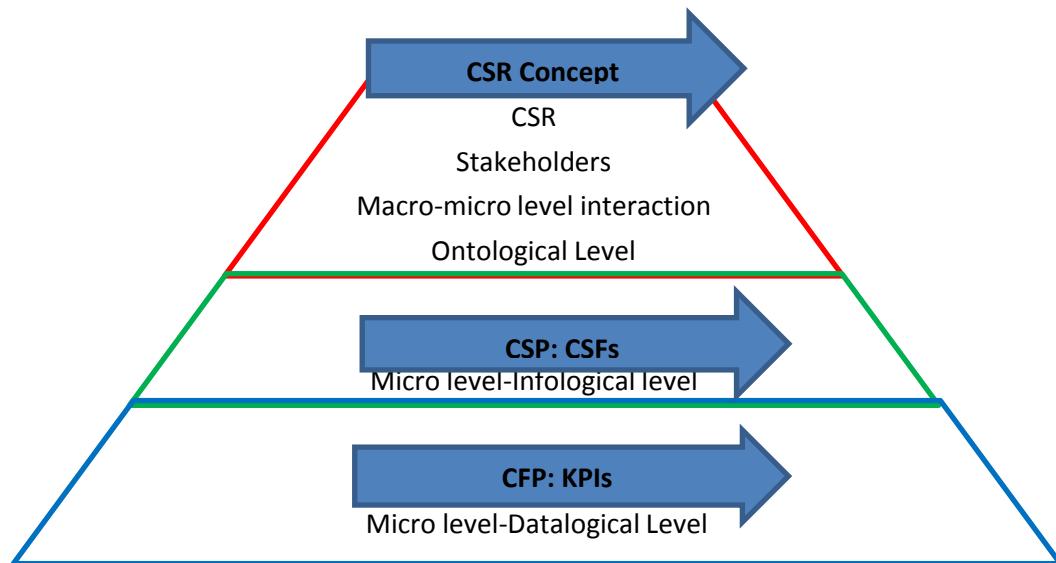 CSR Concept
CSR
Stakeholders
Macro-micro level interaction
Ontological Level
CSP: CSFs
Micro level-Infological level
CFP: KPIs
Micro level-Datalogical Level